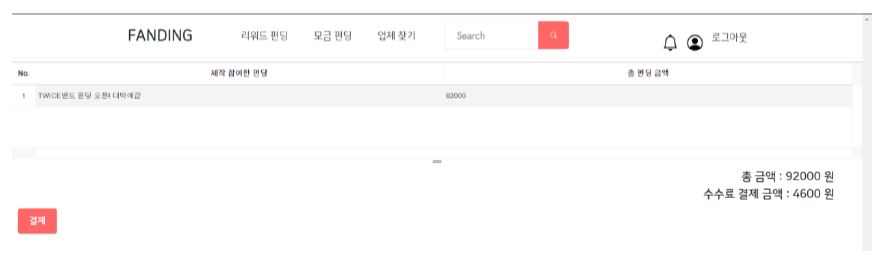 FANDING 리워드 펀딩 모금 펀딩 업체 찾기 Search 로그아웃
No. 제작 참여한 펀딩 총 펀딩 금액
1 TWICE밴드 펀딩 오픈! 대박예감 92000
총 금액 : 92000 원
수수료 결제 금액 : 4600 원
결제